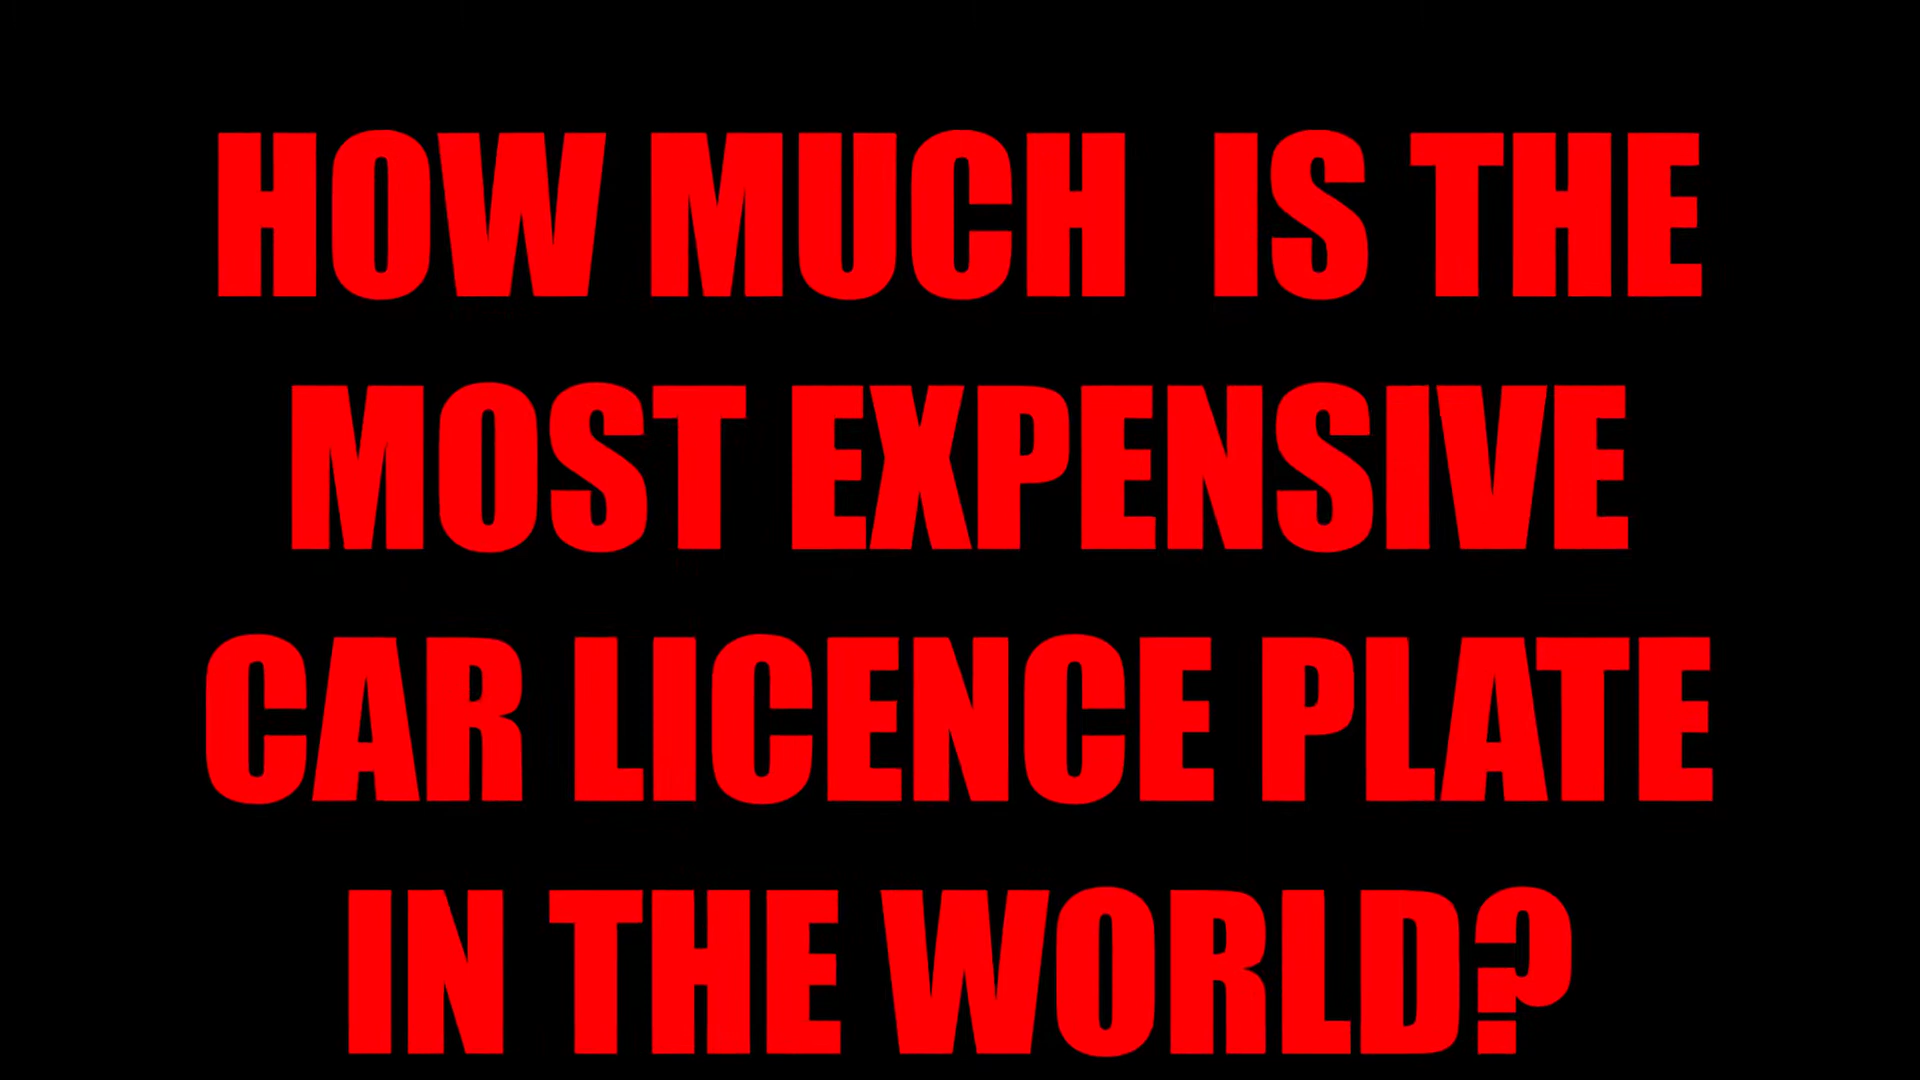 HOW MUCH  IS THE
MOST EXPENSIVE
CAR LICENCE PLATE
IN THE WORLD?